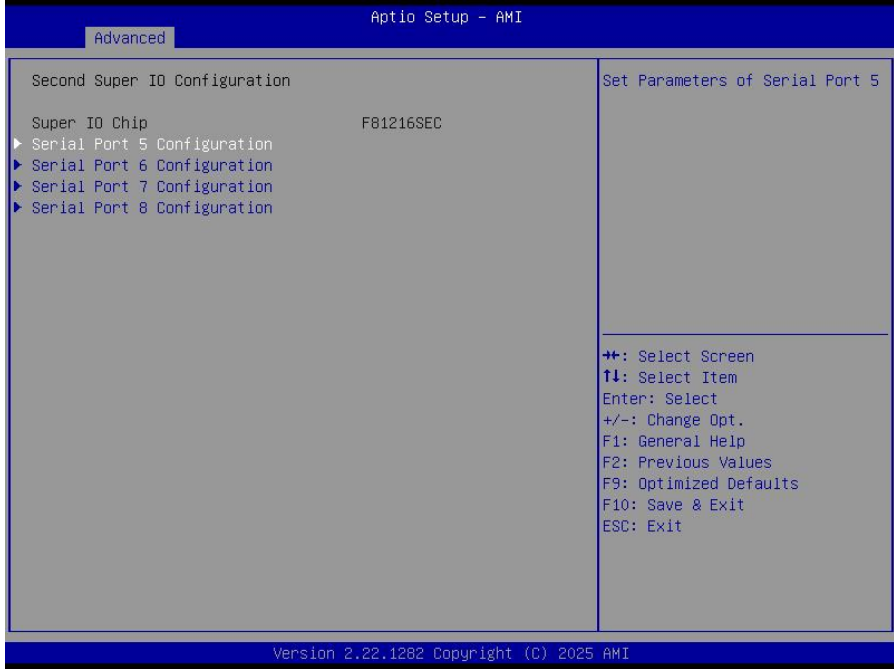 Aptio Setup - AMI
Advanced
Second Super IO Configuration
Super IO Chip F81216SEC
Serial Port 5 Configuration
Serial Port 6 Configuration
Serial Port 7 Configuration
Serial Port 8 Configuration
Set Parameters of Serial Port 5
→←: Select Screen
↑↓: Select Item
Enter: Select
+/-: Change Opt.
F1: General Help
F2: Previous Values
F9: Optimized Defaults
F10: Save & Exit
ESC: Exit
Version 2.22.1282 Copyright (C) 2025 AMI